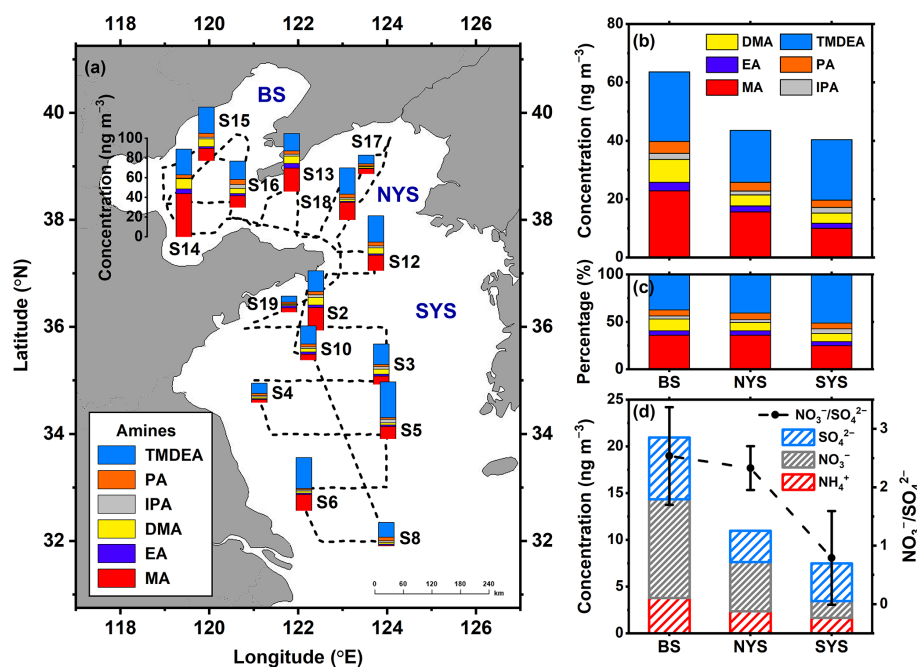 118 120 122 124 126
(a)
BS
NYS
SYS
S15
S17
S13
S16
S18
S14
S12
S19
S2
S10
S3
S4
S5
S6
S8
Concentration (ng m⁻³)
100
80
60
40
20
0
Latitude (°N)
40
38
36
34
32
Amines
TMDEA
PA
IPA
DMA
EA
MA
0 30 60 120 180 240
km
118 120 122 124 126
Longitude (°E)
(b)
DMA TMDEA
EA PA
MA IPA
Concentration (ng m⁻³)
80
60
40
20
0
(c)
Percentage (%)
100
50
0
BS NYS SYS
(d)
NO₃⁻/SO₄²⁻
SO₄²⁻
NO₃⁻
NH₄⁺
Concentration (ng m⁻³)
25
20
15
10
5
0
3
2
1
0
NO₃⁻/SO₄²⁻
BS NYS SYS